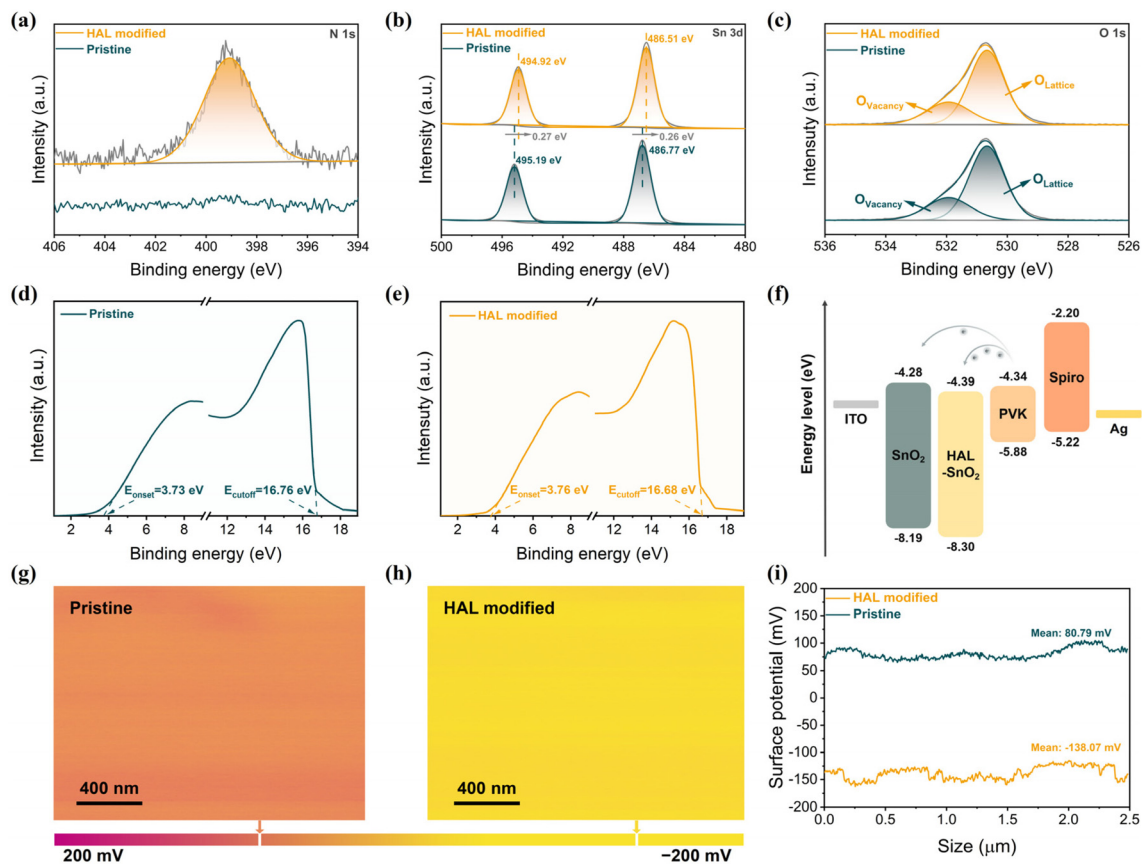 (a)
HAL modified
Pristine
N 1s
Intensity (a.u.)
406 404 402 400 398 396 394
Binding energy (eV)
(b)
HAL modified
Pristine
Sn 3d
486.51 eV
494.92 eV
0.27 eV
0.26 eV
495.19 eV
486.77 eV
Intensity (a.u.)
500 496 492 488 484 480
Binding energy (eV)
(c)
HAL modified
Pristine
O 1s
OLattice
OVacancy
OLattice
OVacancy
Intensity (a.u.)
536 534 532 530 528 526
Binding energy (eV)
(d)
Pristine
Intensity (a.u.)
Eonset=3.73 eV
Ecutoff=16.76 eV
2 4 6 8 12 15 18
Binding energy (eV)
(e)
HAL modified
Intensuty (a.u.)
Eonset=3.76 eV
Ecutoff=16.68 eV
2 4 6 8 12 15 18
Binding energy (eV)
(f)
Energy level (eV)
-2.20
-4.28
-4.39
-4.34
Spiro
ITO
PVK
Ag
SnO2
HAL
-SnO2
-5.88
-5.22
-8.19
-8.30
(g)
Pristine
400 nm
(h)
HAL modified
400 nm
200 mV
−200 mV
(i)
HAL modified
Pristine
Mean: 80.79 mV
Mean: -138.07 mV
Surface potential (mV)
200
150
100
50
0
-50
-100
-150
-200
0.0 0.5 1.0 1.5 2.0 2.5
Size (μm)